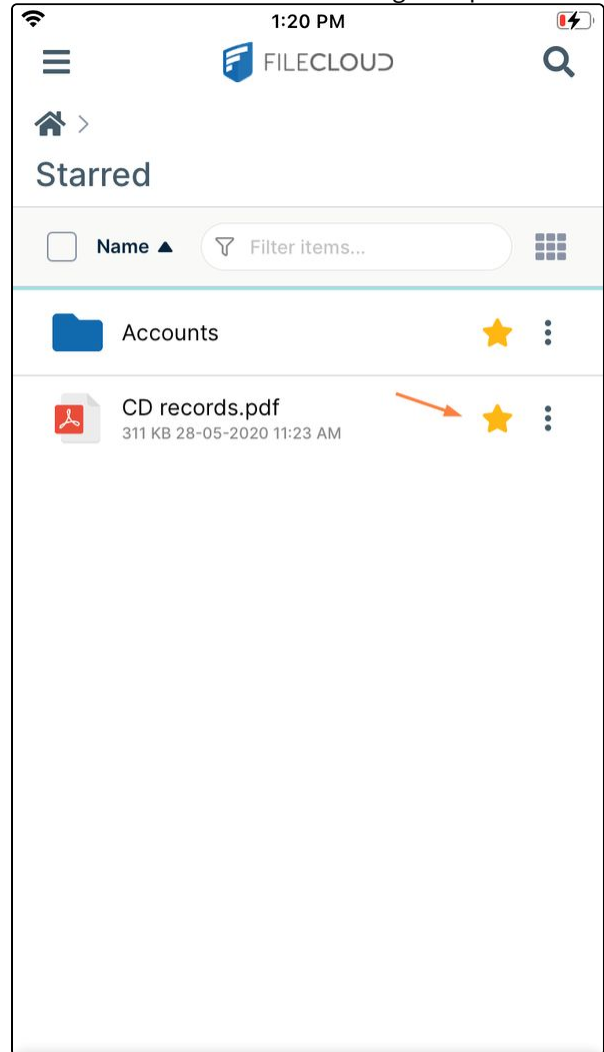 1:20 PM
FILECLOUD
Starred
Name
Filter items...
Accounts
CD records.pdf
311 KB 28-05-2020 11:23 AM